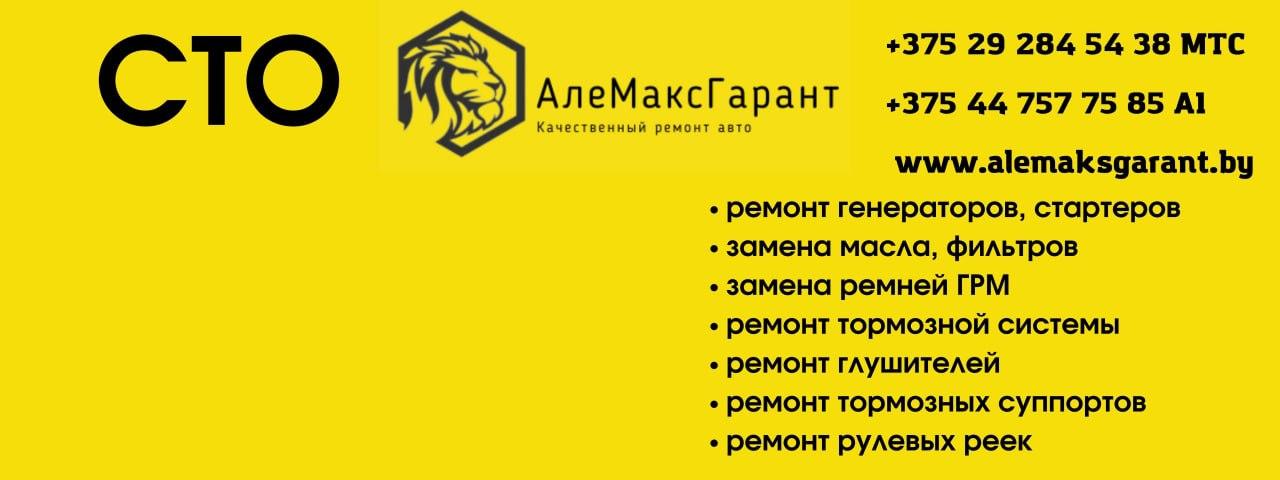 СТО
АлеМаксГарант
Качественный ремонт авто
+375 29 284 54 38 МТС
+375 44 757 75 85 А1
www.alemaksgarant.by
• ремонт генераторов, стартеров
• замена масла, фильтров
• замена ремней ГРМ
• ремонт тормозной системы
• ремонт глушителей
• ремонт тормозных суппортов
• ремонт рулевых реек